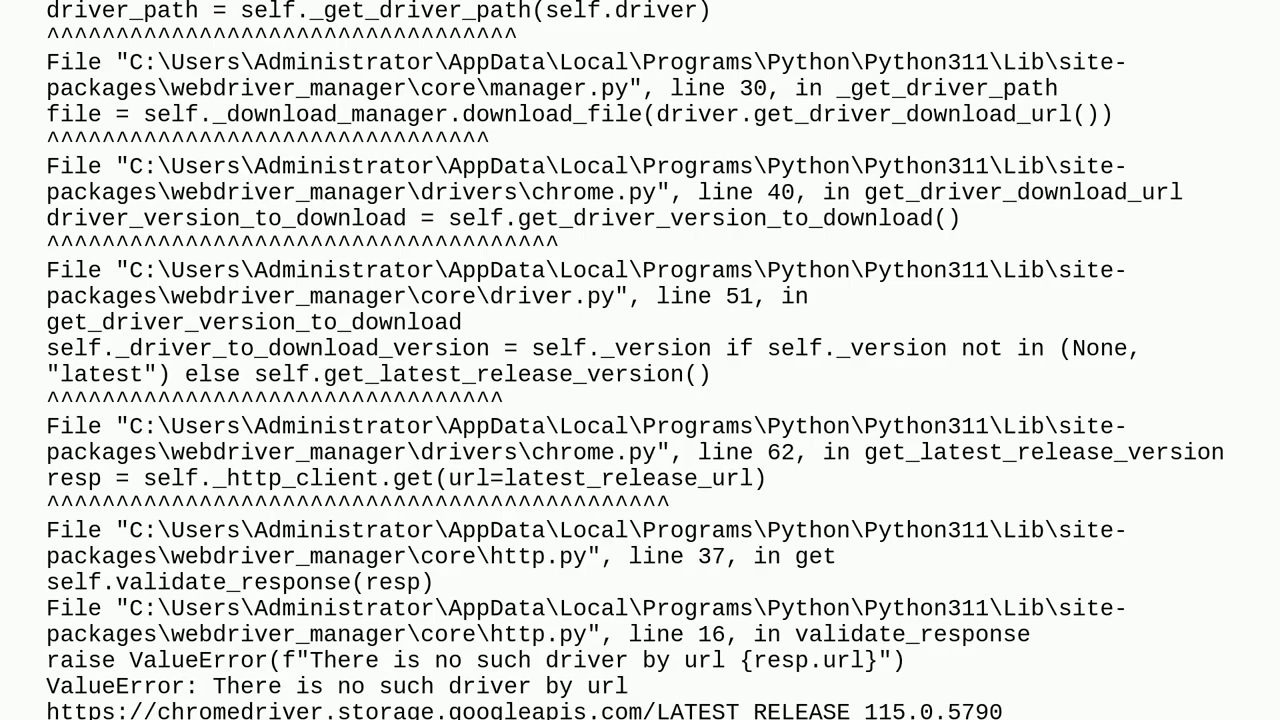 driver_path = self._get_driver_path(self.driver)
^^^^^^^^^^^^^^^^^^^^^^^^^^^^^^^^^^
File "C:\Users\Administrator\AppData\Local\Programs\Python\Python311\Lib\site-
packages\webdriver_manager\core\manager.py", line 30, in _get_driver_path
file = self._download_manager.download_file(driver.get_driver_download_url())
^^^^^^^^^^^^^^^^^^^^^^^^^^^^^^^^
File "C:\Users\Administrator\AppData\Local\Programs\Python\Python311\Lib\site-
packages\webdriver_manager\drivers\chrome.py", line 40, in get_driver_download_url
driver_version_to_download = self.get_driver_version_to_download()
^^^^^^^^^^^^^^^^^^^^^^^^^^^^^^^^^^^^^
File "C:\Users\Administrator\AppData\Local\Programs\Python\Python311\Lib\site-
packages\webdriver_manager\core\driver.py", line 51, in
get_driver_version_to_download
self._driver_to_download_version = self._version if self._version not in (None,
"latest") else self.get_latest_release_version()
^^^^^^^^^^^^^^^^^^^^^^^^^^^^^^^^^
File "C:\Users\Administrator\AppData\Local\Programs\Python\Python311\Lib\site-
packages\webdriver_manager\drivers\chrome.py", line 62, in get_latest_release_version
resp = self._http_client.get(url=latest_release_url)
^^^^^^^^^^^^^^^^^^^^^^^^^^^^^^^^^^^^^^^^^^^^^
File "C:\Users\Administrator\AppData\Local\Programs\Python\Python311\Lib\site-
packages\webdriver_manager\core\http.py", line 37, in get
self.validate_response(resp)
File "C:\Users\Administrator\AppData\Local\Programs\Python\Python311\Lib\site-
packages\webdriver_manager\core\http.py", line 16, in validate_response
raise ValueError(f"There is no such driver by url {resp.url}")
ValueError: There is no such driver by url
https://chromedriver.storage.googleapis.com/LATEST_RELEASE_115.0.5790